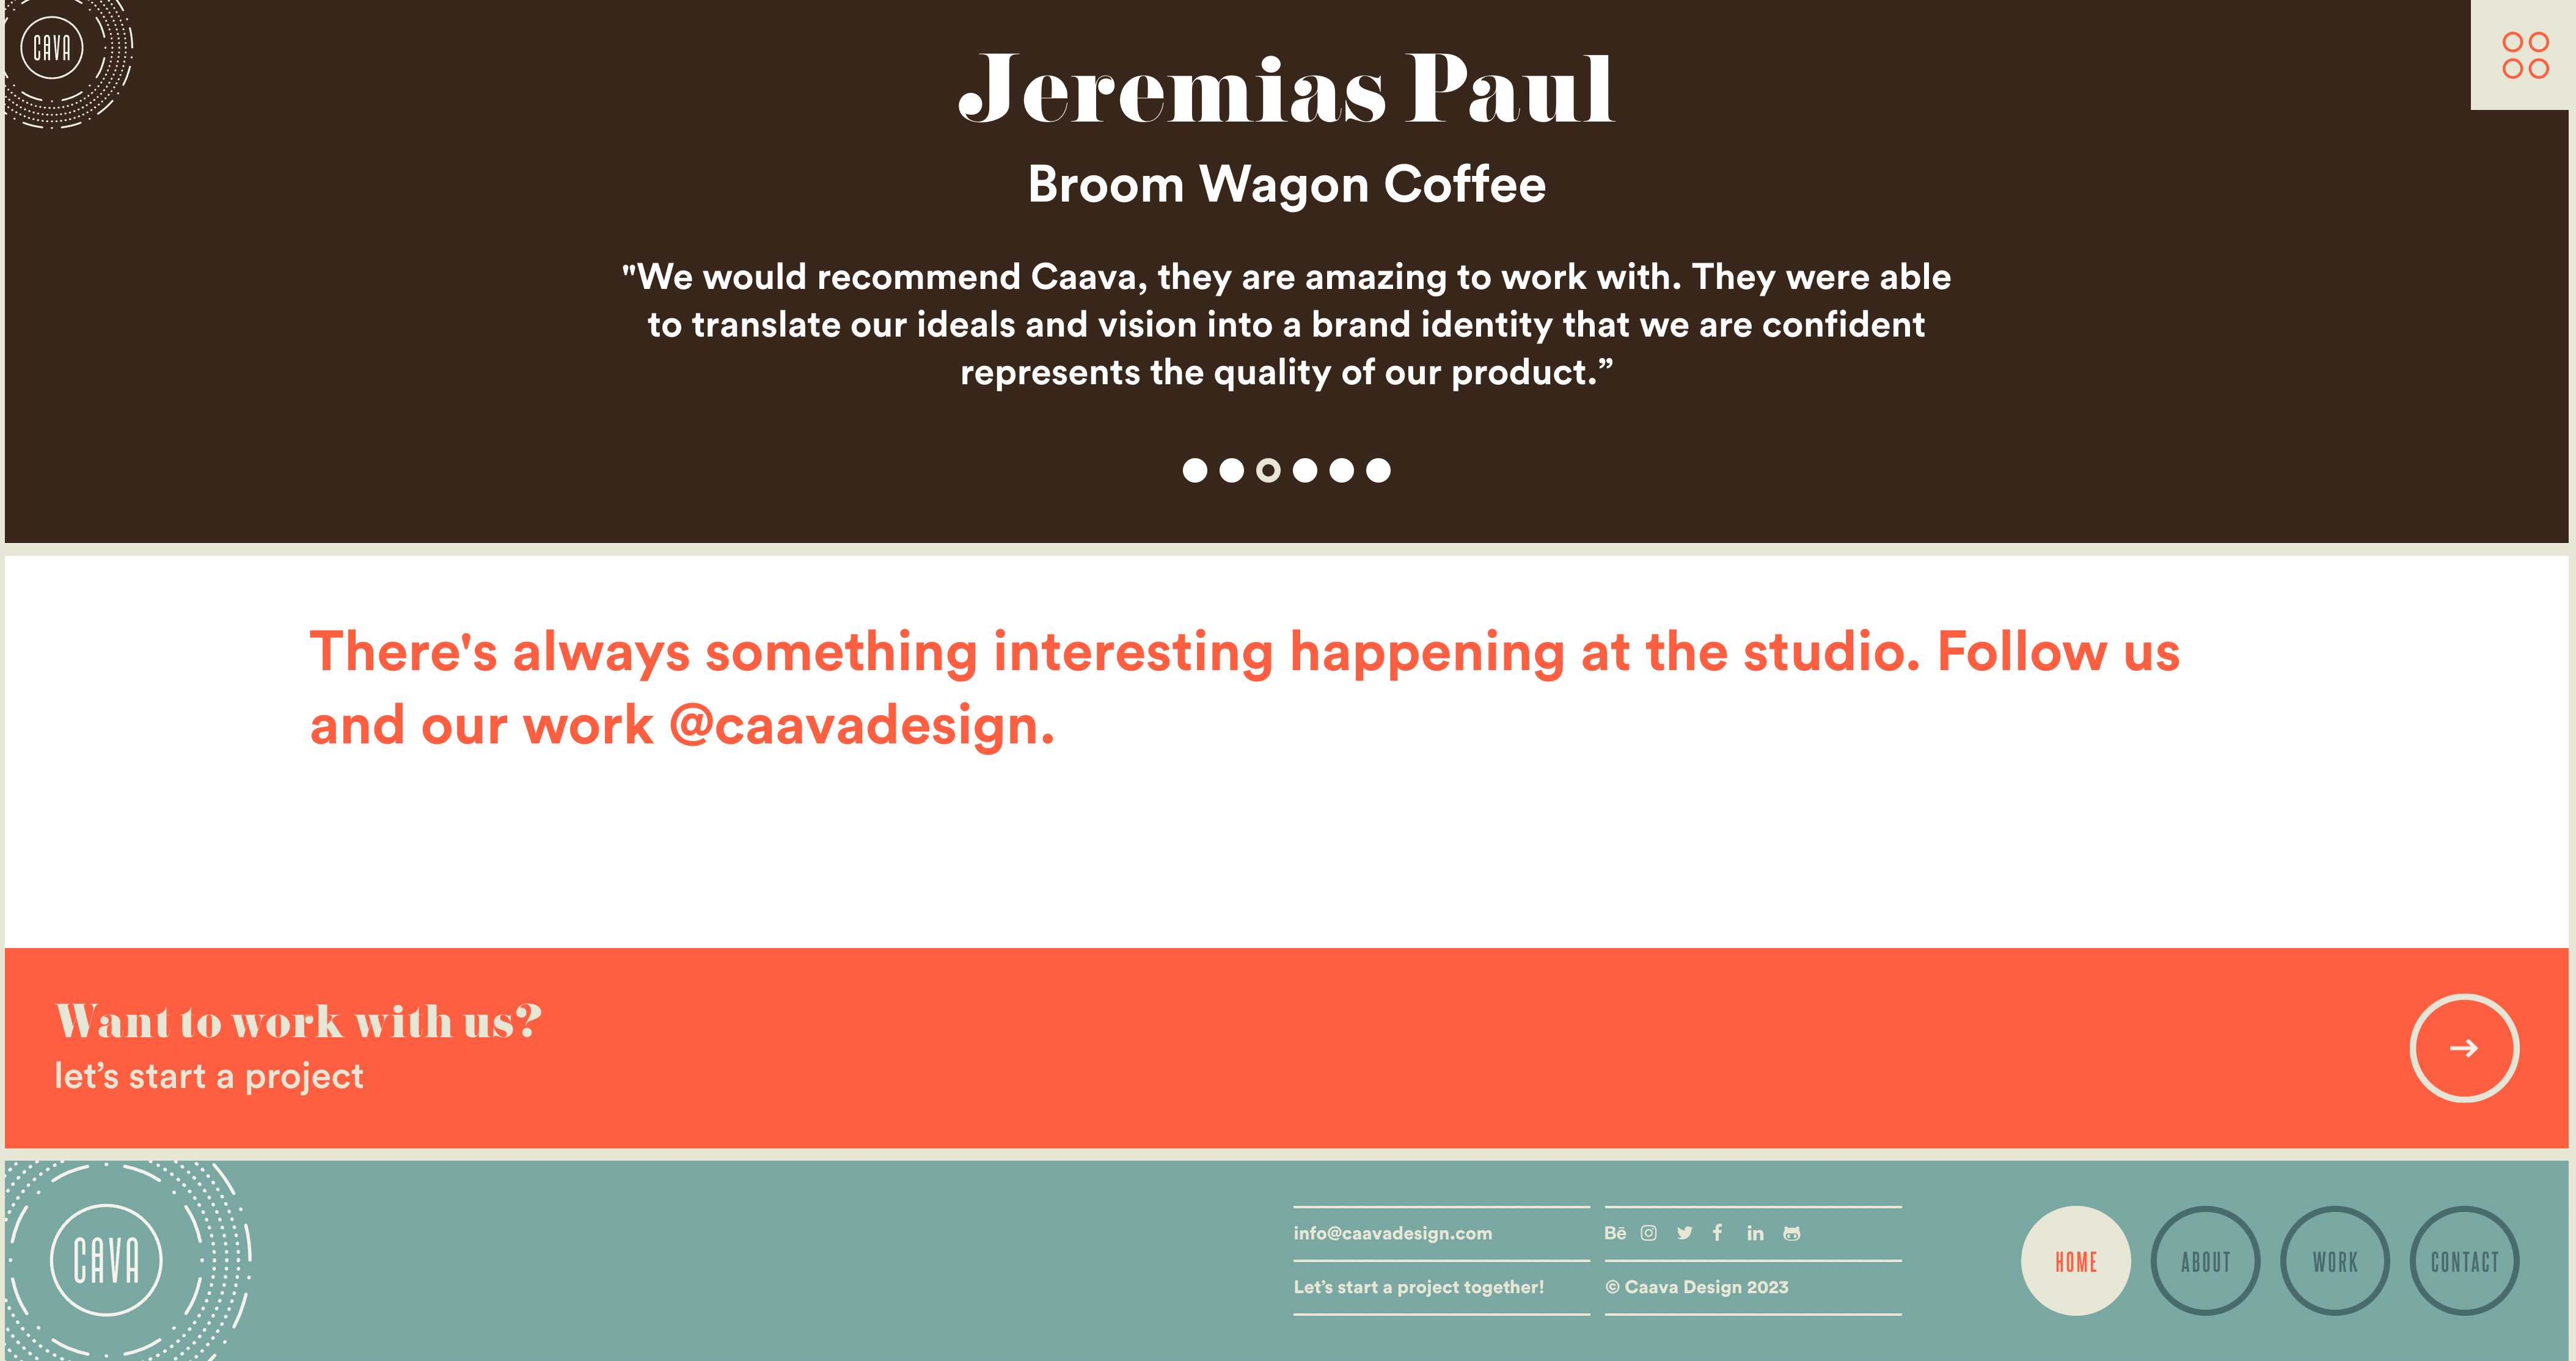 CAVA
Jeremias Paul
Broom Wagon Coffee
"We would recommend Caava, they are amazing to work with. They were able
to translate our ideals and vision into a brand identity that we are confident
represents the quality of our product.”
There's always something interesting happening at the studio. Follow us
and our work @caavadesign.
Want to work with us?
let’s start a project
CAVA
info@caavadesign.com
Bē
Let’s start a project together!
© Caava Design 2023
HOME
ABOUT
WORK
CONTACT